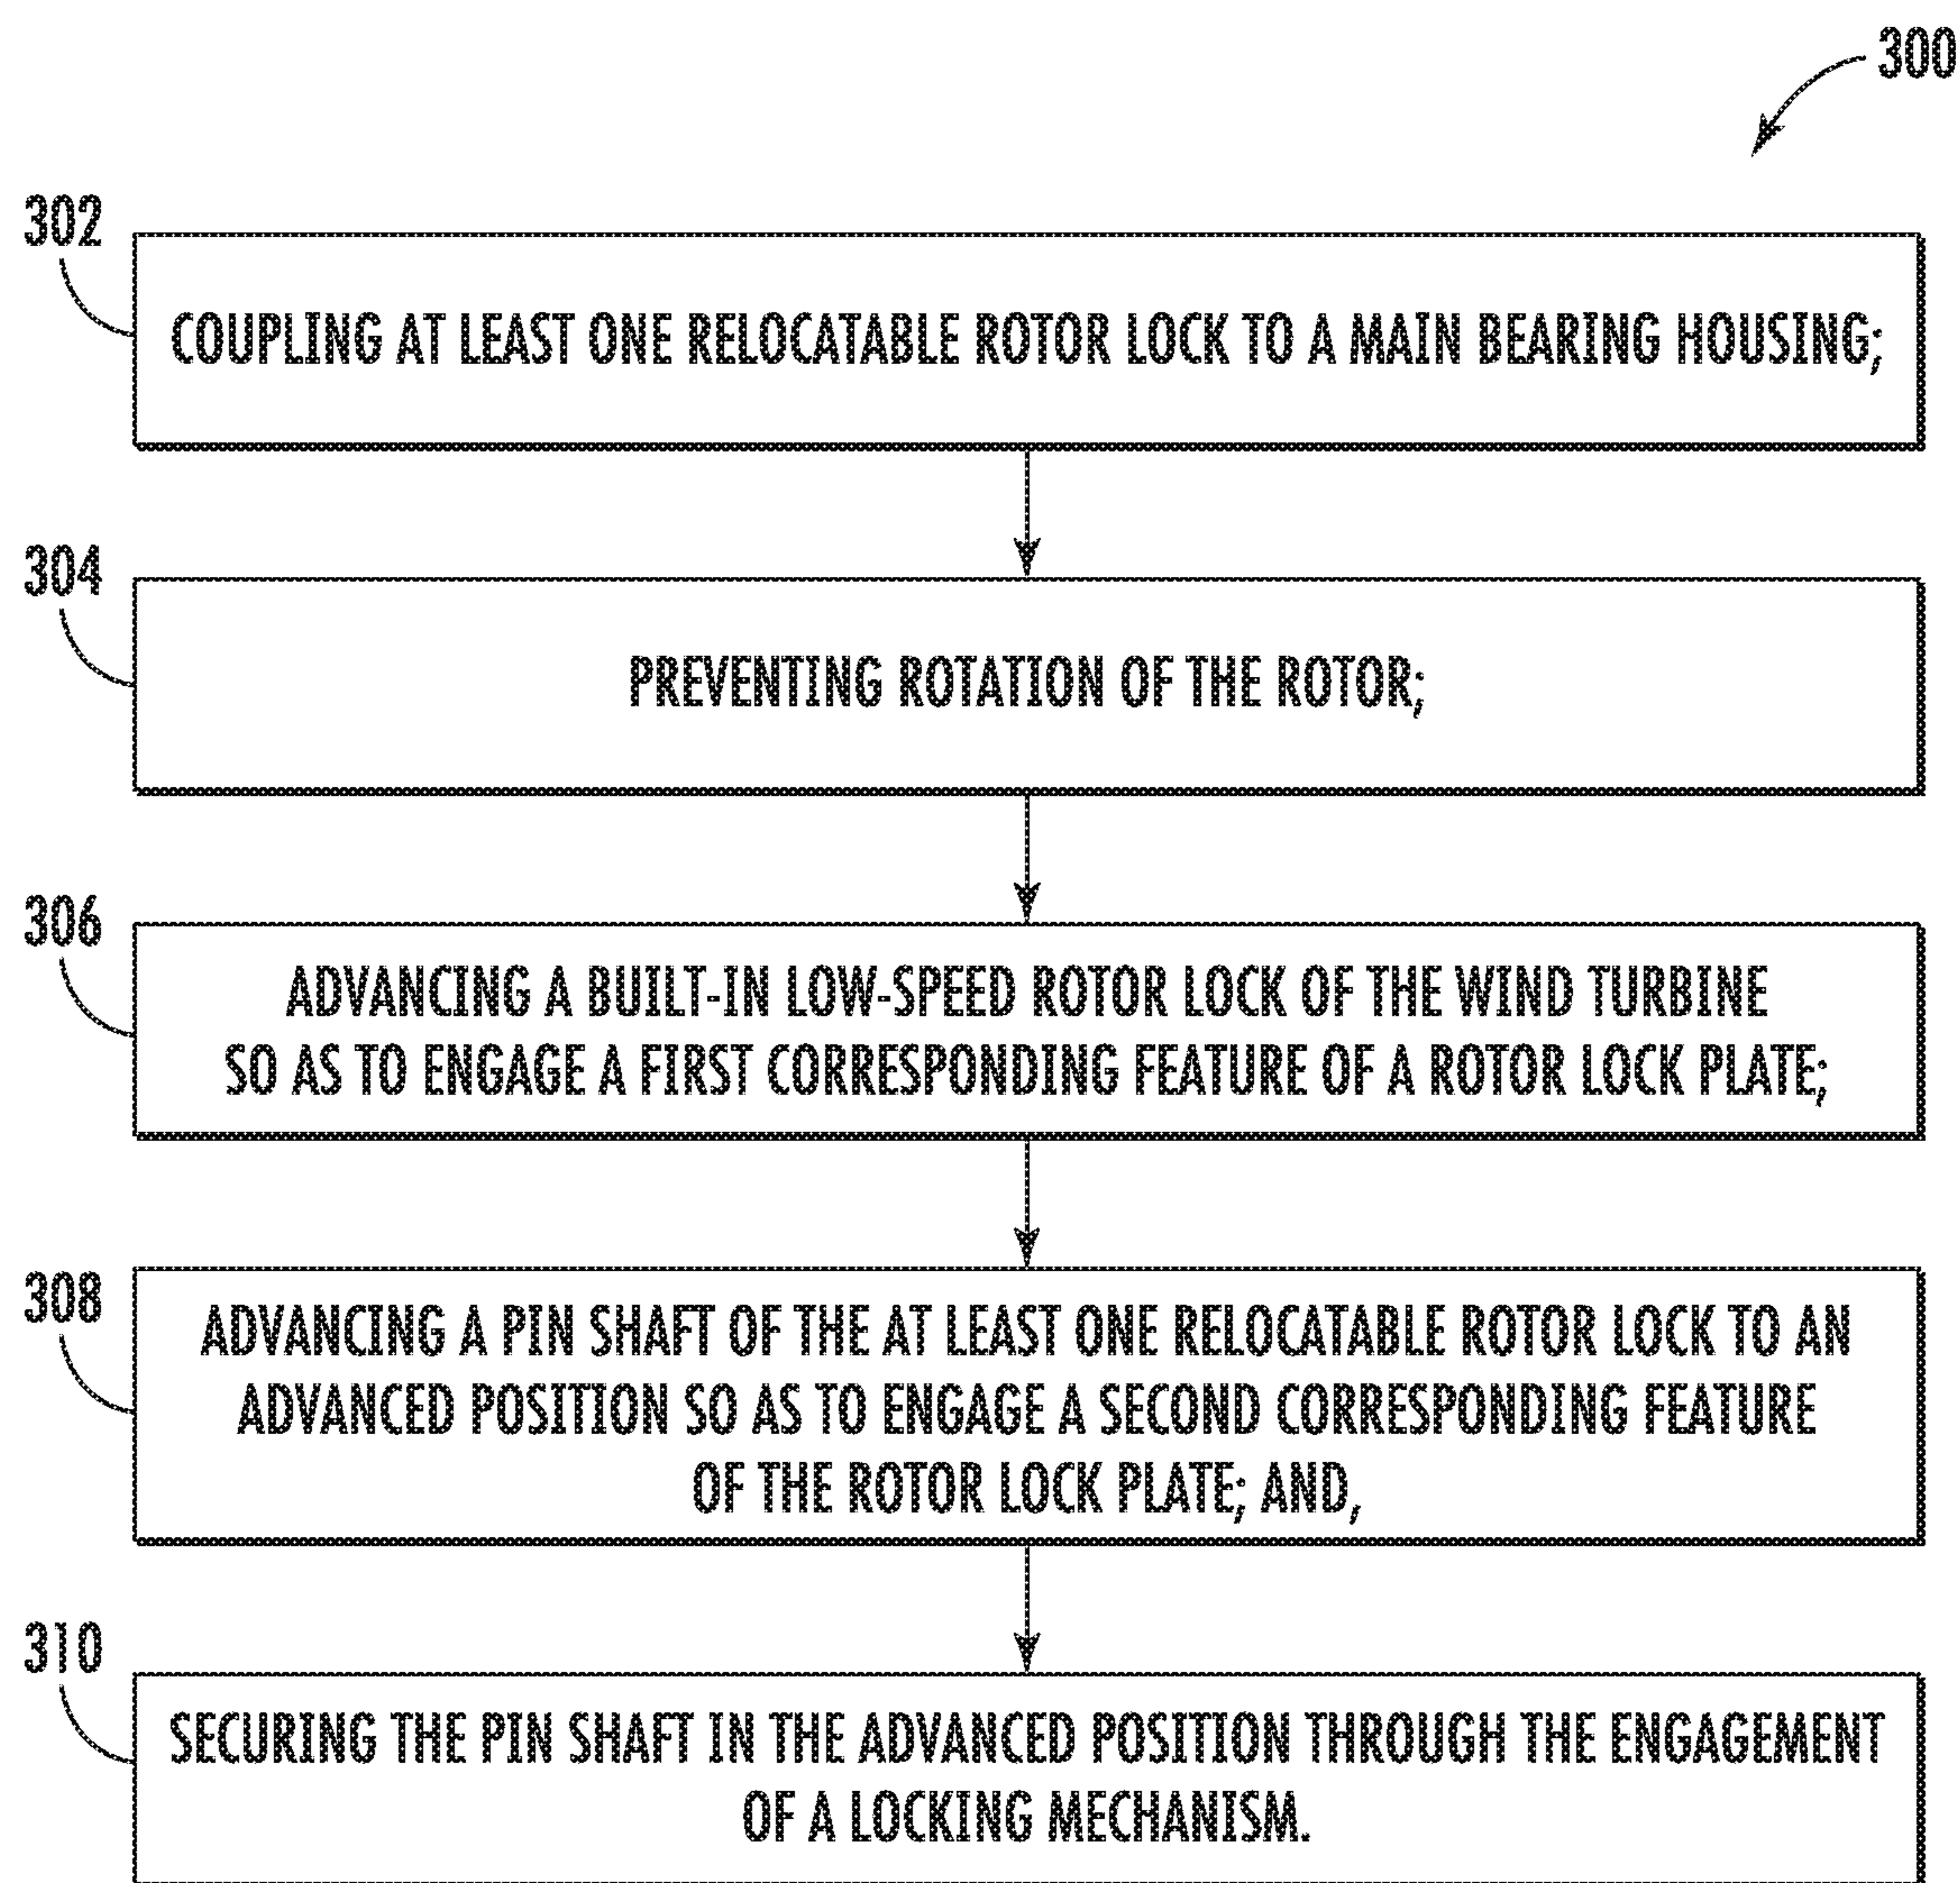 300
302
COUPLING AT LEAST ONE RELOCATABLE ROTOR LOCK TO A MAIN BEARING HOUSING;
304
PREVENTING ROTATION OF THE ROTOR;
306
ADVANCING A BUILT-IN LOW-SPEED ROTOR LOCK OF THE WIND TURBINE
SO AS TO ENGAGE A FIRST CORRESPONDING FEATURE OF A ROTOR LOCK PLATE;
308
ADVANCING A PIN SHAFT OF THE AT LEAST ONE RELOCATABLE ROTOR LOCK TO AN
ADVANCED POSITION SO AS TO ENGAGE A SECOND CORRESPONDING FEATURE
OF THE ROTOR LOCK PLATE; AND,
310
SECURING THE PIN SHAFT IN THE ADVANCED POSITION THROUGH THE ENGAGEMENT
OF A LOCKING MECHANISM.